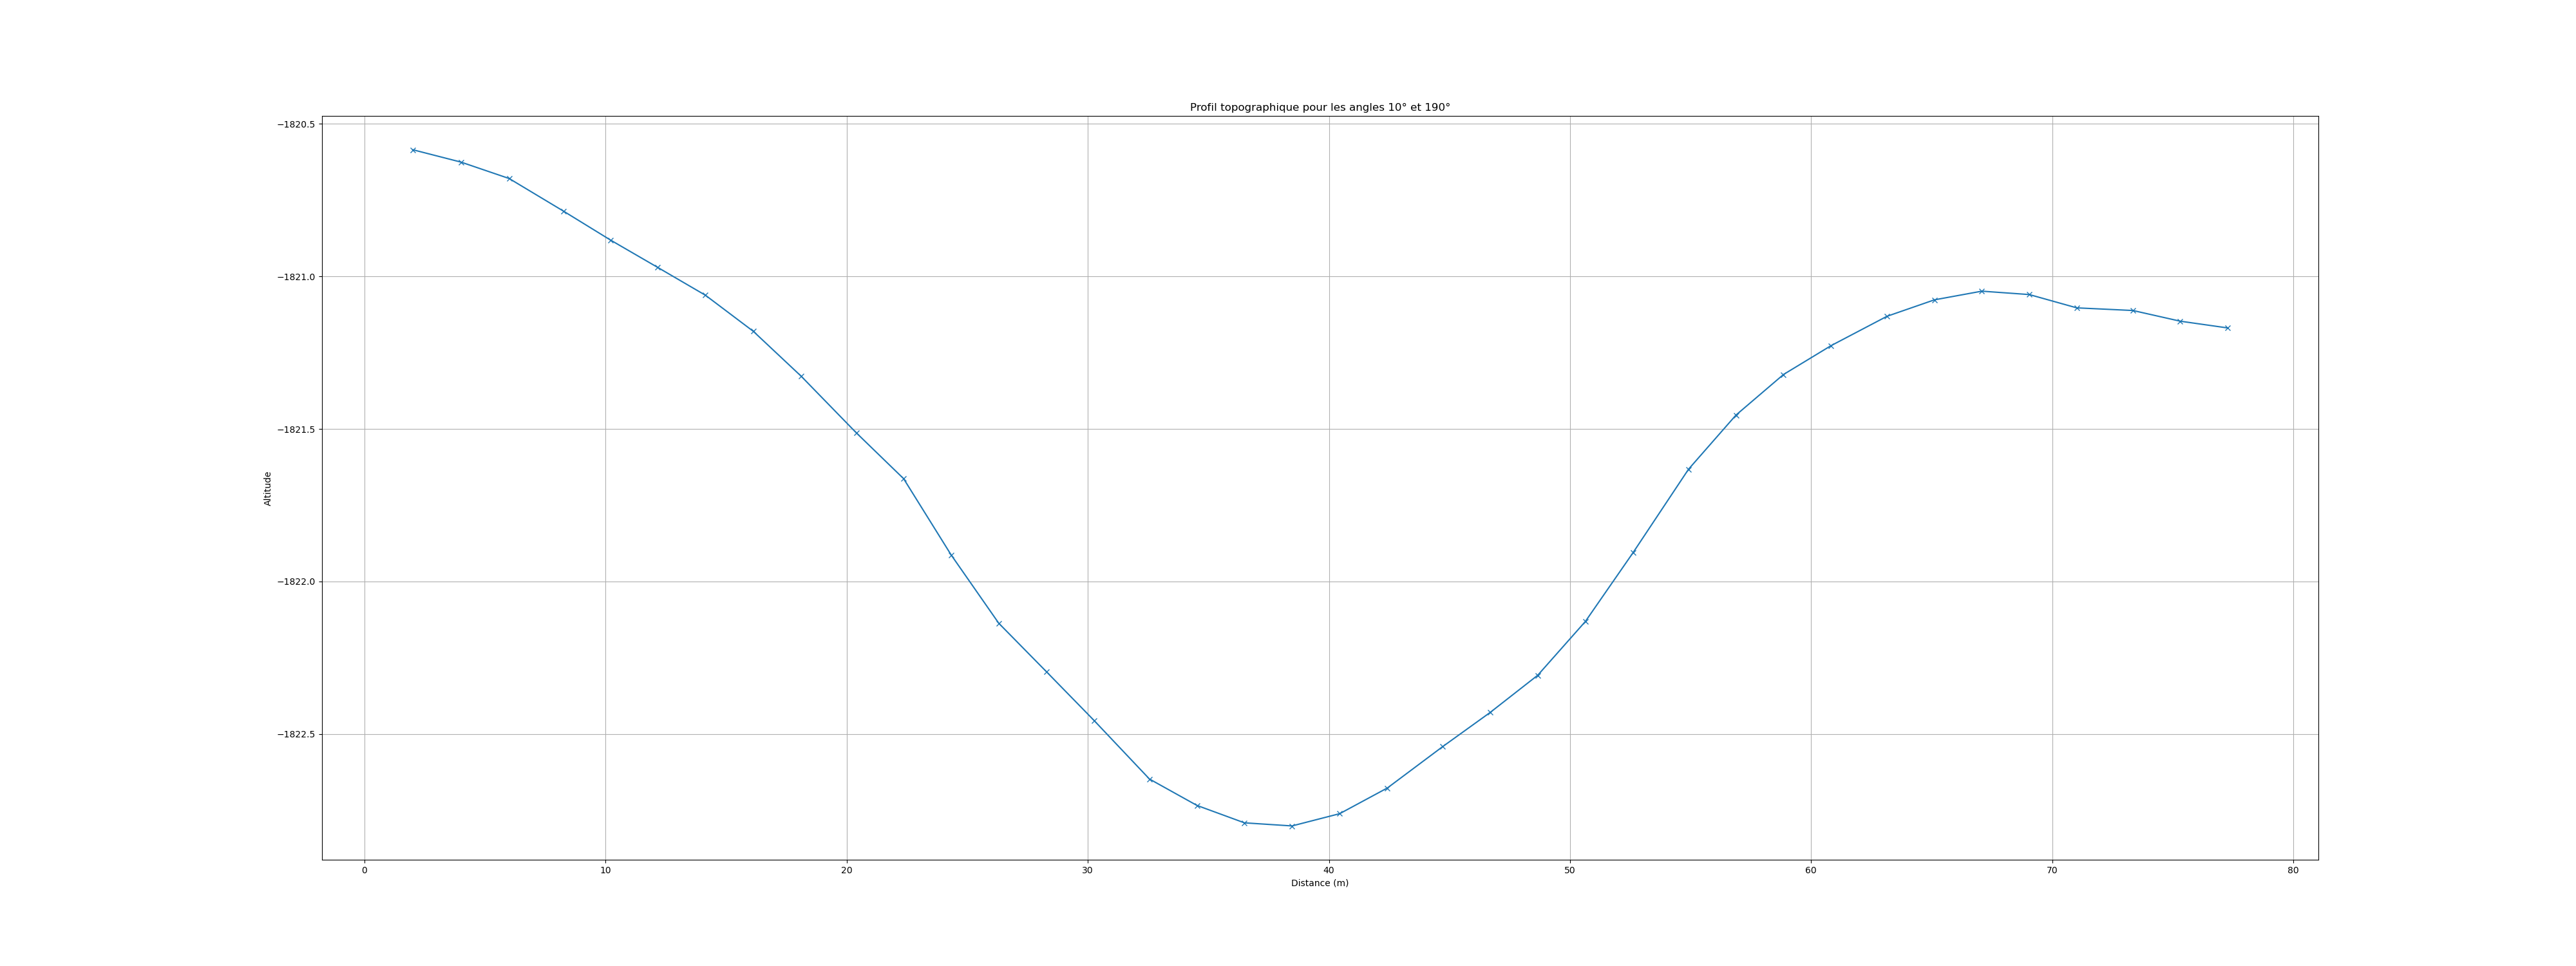 Profil topographique pour les angles 10° et 190°
−1820.5
−1821.0
−1821.5
−1822.0
−1822.5
Altitude
0 10 20 30 40 50 60 70 80
Distance (m)